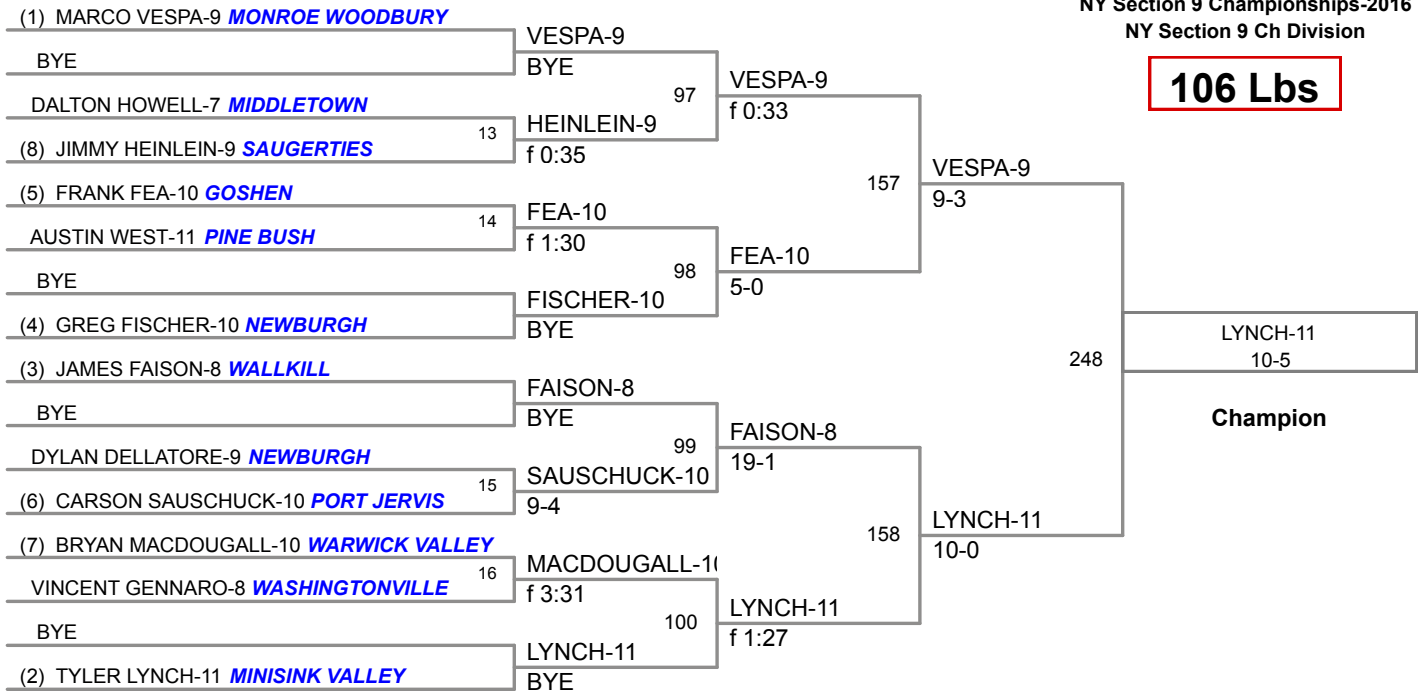 NY Section 9 Championships-2016
NY Section 9 Ch Division
106 Lbs
(1) MARCO VESPA-9 MONROE WOODBURY
BYE
DALTON HOWELL-7 MIDDLETOWN
(8) JIMMY HEINLEIN-9 SAUGERTIES
(5) FRANK FEA-10 GOSHEN
AUSTIN WEST-11 PINE BUSH
BYE
(4) GREG FISCHER-10 NEWBURGH
(3) JAMES FAISON-8 WALLKILL
BYE
DYLAN DELLATORE-9 NEWBURGH
(6) CARSON SAUSCHUCK-10 PORT JERVIS
(7) BRYAN MACDOUGALL-10 WARWICK VALLEY
VINCENT GENNARO-8 WASHINGTONVILLE
BYE
(2) TYLER LYNCH-11 MINISINK VALLEY
13
14
15
16
VESPA-9
BYE
HEINLEIN-9
f 0:35
FEA-10
f 1:30
FISCHER-10
BYE
FAISON-8
BYE
SAUSCHUCK-10
9-4
MACDOUGALL-10
f 3:31
LYNCH-11
BYE
97
98
99
100
VESPA-9
f 0:33
FEA-10
5-0
FAISON-8
19-1
LYNCH-11
f 1:27
157
158
VESPA-9
9-3
LYNCH-11
10-0
248
LYNCH-11
10-5
Champion